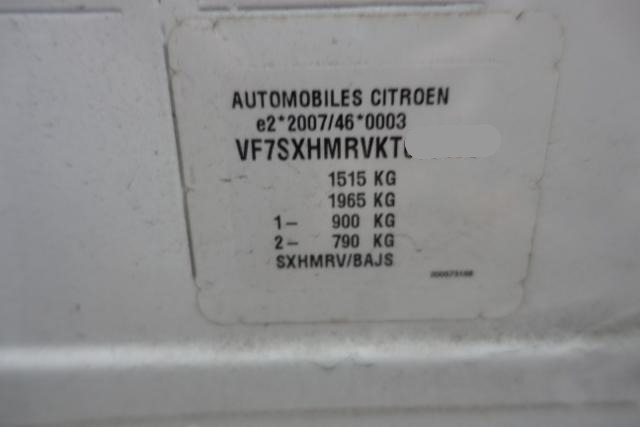 AUTOMOBILES CITROEN
e2*2007/46*0003
VF7SXHMRVKT
1515 KG
1965 KG
1– 900 KG
2– 790 KG
SXHMRV/BAJS